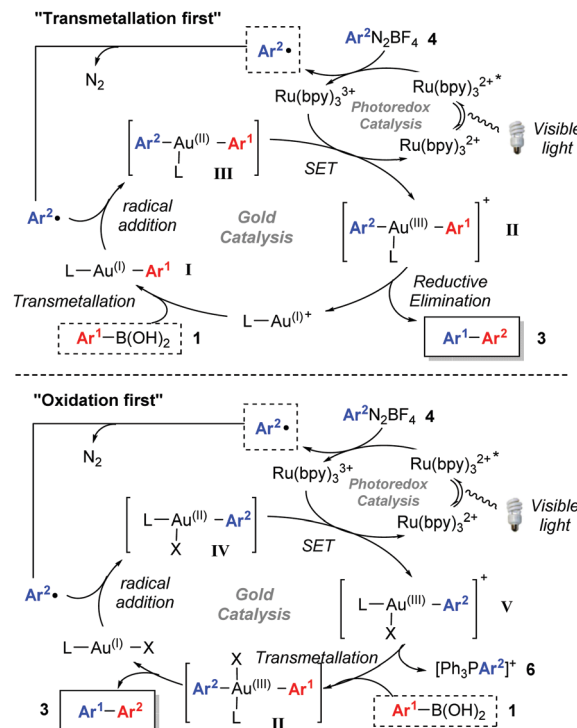 "Transmetallation first"
Ar²•
Ar²N₂BF₄ 4
N₂
Ru(bpy)₃³⁺
Ru(bpy)₃²⁺*
Photoredox
Catalysis
Ru(bpy)₃²⁺
Visible
light
[Ar²–Au⁽ᴵᴵ⁾–Ar¹]
L
III
SET
Ar²•
radical
addition
Gold
Catalysis
[Ar²–Au⁽ᴵᴵᴵ⁾–Ar¹]⁺
L
II
L–Au⁽ᴵ⁾–Ar¹ I
Transmetallation
Reductive
Elimination
L–Au⁽ᴵ⁾⁺
Ar¹–B(OH)₂
1
Ar¹–Ar² 3
"Oxidation first"
Ar²•
Ar²N₂BF₄ 4
N₂
Ru(bpy)₃³⁺
Ru(bpy)₃²⁺*
Photoredox
Catalysis
Ru(bpy)₃²⁺
Visible
light
[L–Au⁽ᴵᴵ⁾–Ar²]
X
IV
SET
Ar²•
radical
addition
Gold
Catalysis
[L–Au⁽ᴵᴵᴵ⁾–Ar²]⁺
X
V
L–Au⁽ᴵ⁾–X
Transmetallation
[Ph₃PAr²]⁺
6
X
[Ar²–Au⁽ᴵᴵᴵ⁾–Ar¹]
L
II
3 Ar¹–Ar²
Ar¹–B(OH)₂ 1